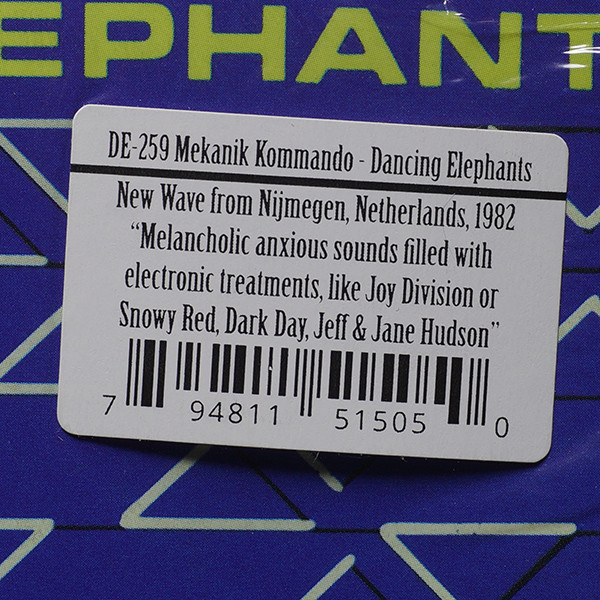 EPHANT
DE-259 Mekanik Kommando - Dancing Elephants
New Wave from Nijmegen, Netherlands, 1982
“Melancholic anxious sounds filled with
electronic treatments, like Joy Division or
Snowy Red, Dark Day, Jeff & Jane Hudson”
7 94811 51505 0